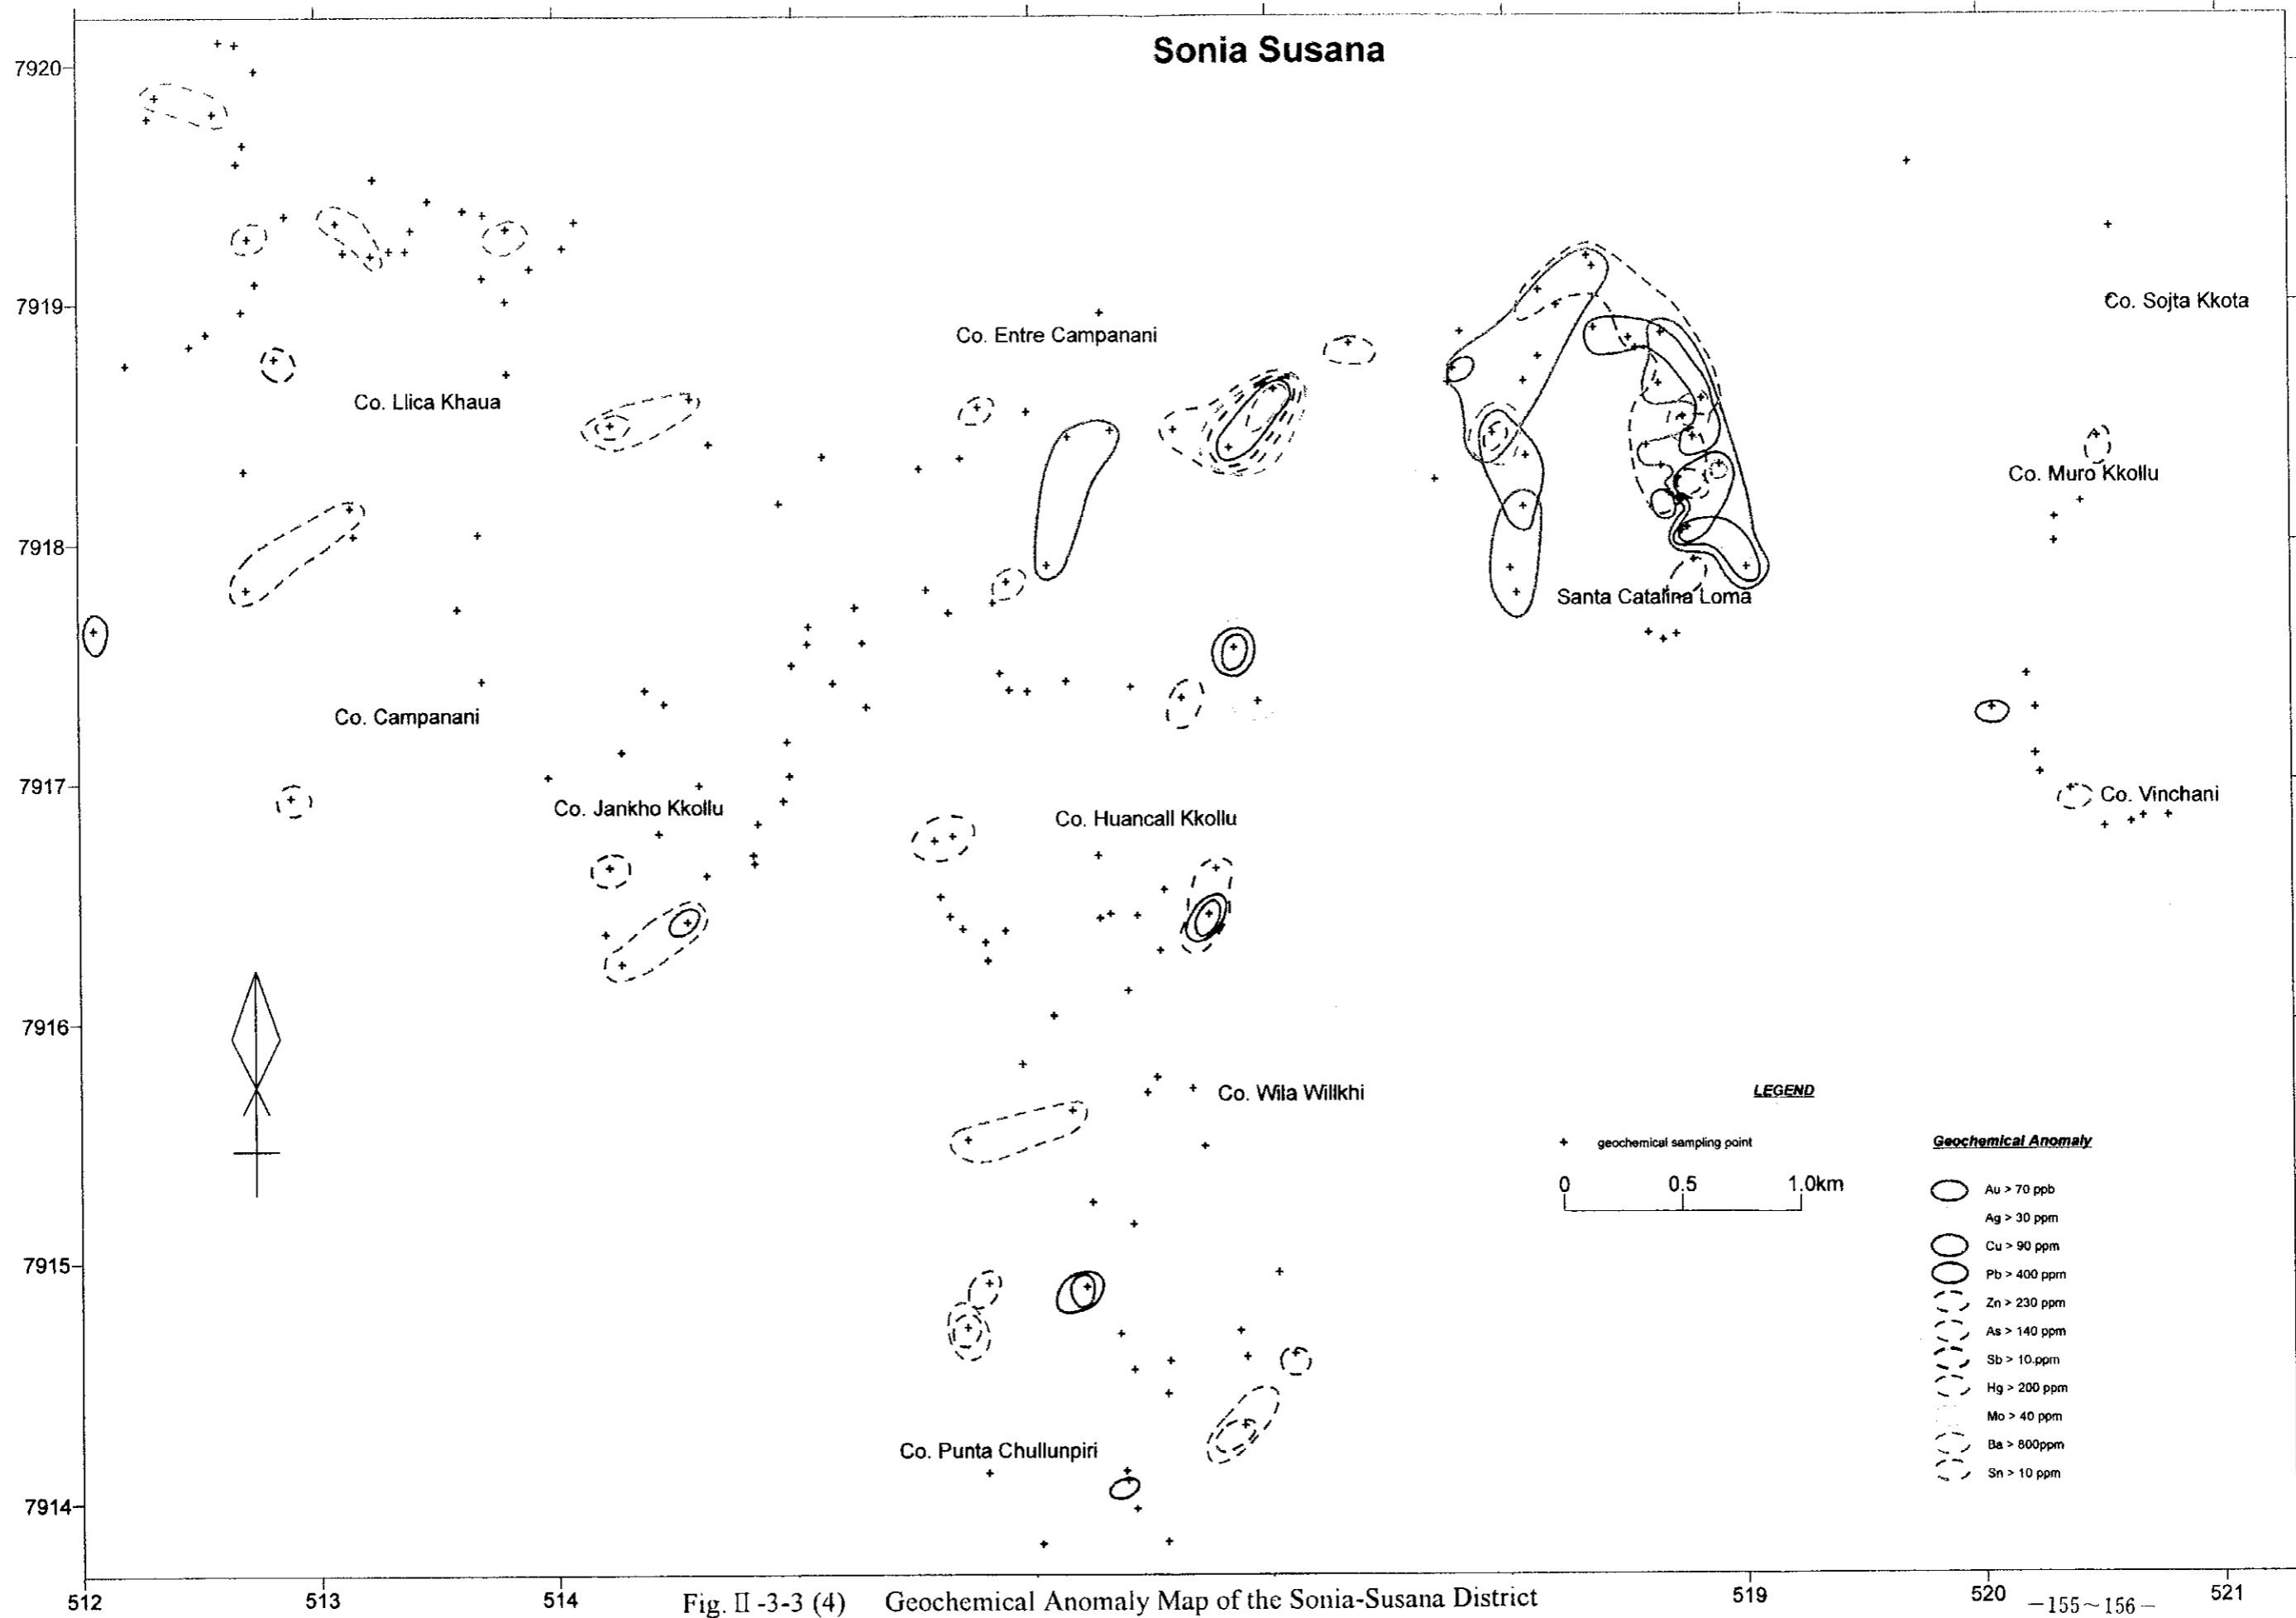 Sonia Susana
7920
7919
Co. Sojta Kkota
Co. Entre Campanani
Co. Llica Khaua
Co. Muro Kkollu
7918
Santa Catalina Loma
Co. Campanani
7917
Co. Vinchani
Co. Jankho Kkollu
Co. Huancall Kkollu
7916
Co. Wila Willkhi
LEGEND
+ geochemical sampling point
0 0.5 1.0km
Geochemical Anomaly
Au > 70 ppb
Ag > 30 ppm
Cu > 90 ppm
Pb > 400 ppm
Zn > 230 ppm
As > 140 ppm
Sb > 10.ppm
Hg > 200 ppm
Mo > 40 ppm
Ba > 800ppm
Sn > 10 ppm
7915
Co. Punta Chullunpiri
7914
512 513 514 519 520 521
Fig. II -3-3 (4) Geochemical Anomaly Map of the Sonia-Susana District
—155～156—